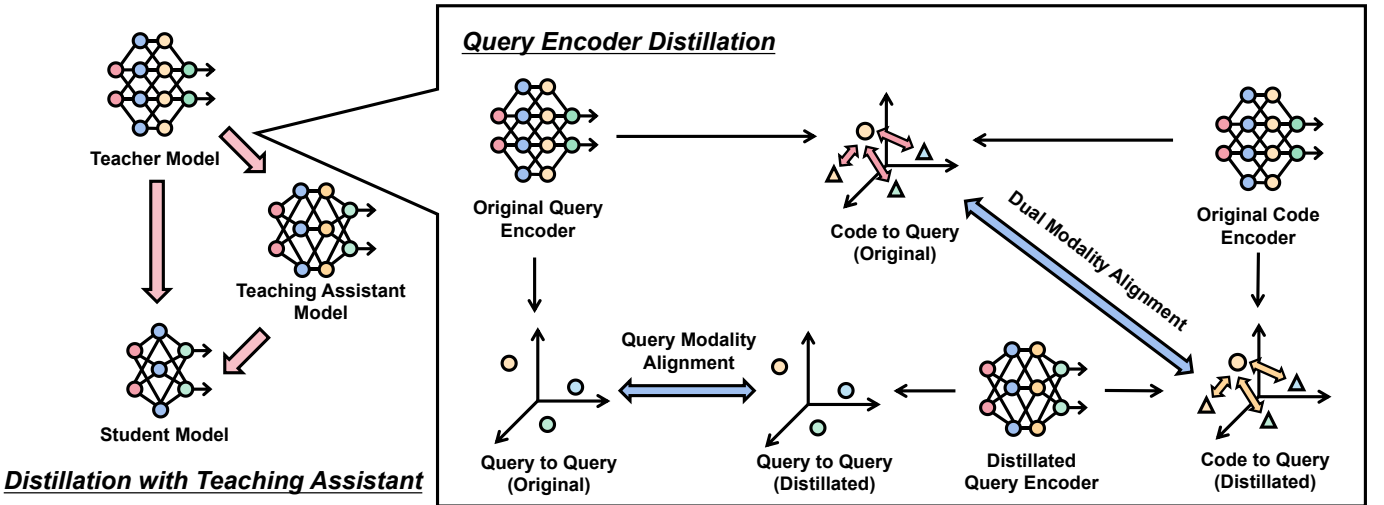 Teacher Model
Teaching Assistant
Model
Student Model
Distillation with Teaching Assistant
Query Encoder Distillation
Original Query
Encoder
Code to Query
(Original)
Original Code
Encoder
Dual Modality Alignment
Query Modality
Alignment
Query to Query
(Original)
Query to Query
(Distillated)
Distillated
Query Encoder
Code to Query
(Distillated)